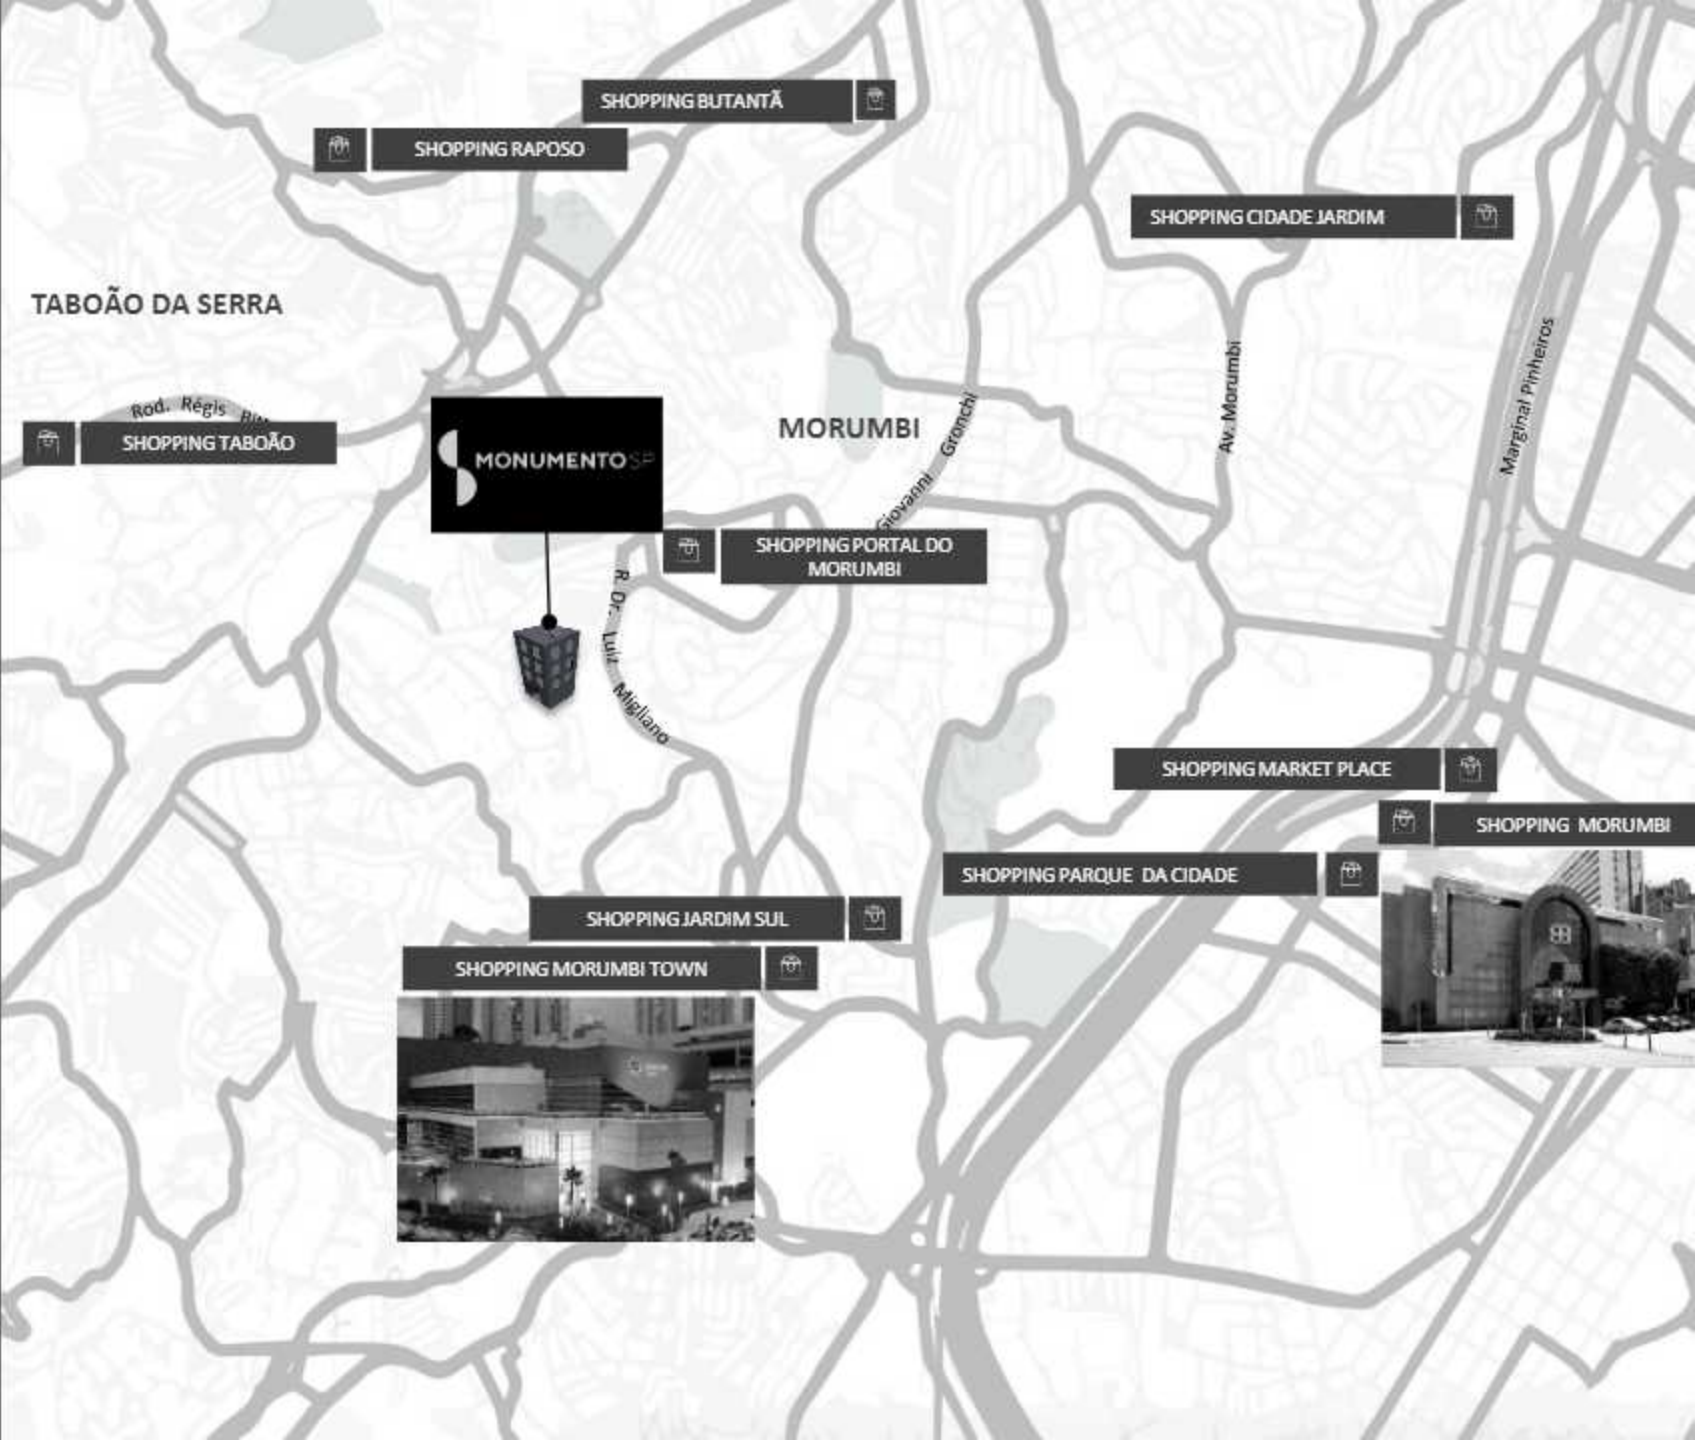 SHOPPING BUTANTÃ
SHOPPING RAPOSO
SHOPPING CIDADE JARDIM
TABOÃO DA SERRA
Rod. Régis
SHOPPING TABOÃO
MONUMENTO SP
MORUMBI
Giovanni Gronchi
Av. Morumbi
Marginal Pinheiros
SHOPPING PORTAL DO
MORUMBI
R. Dr. Luiz Migliano
SHOPPING MARKET PLACE
SHOPPING MORUMBI
SHOPPING PARQUE DA CIDADE
SHOPPING JARDIM SUL
SHOPPING MORUMBI TOWN